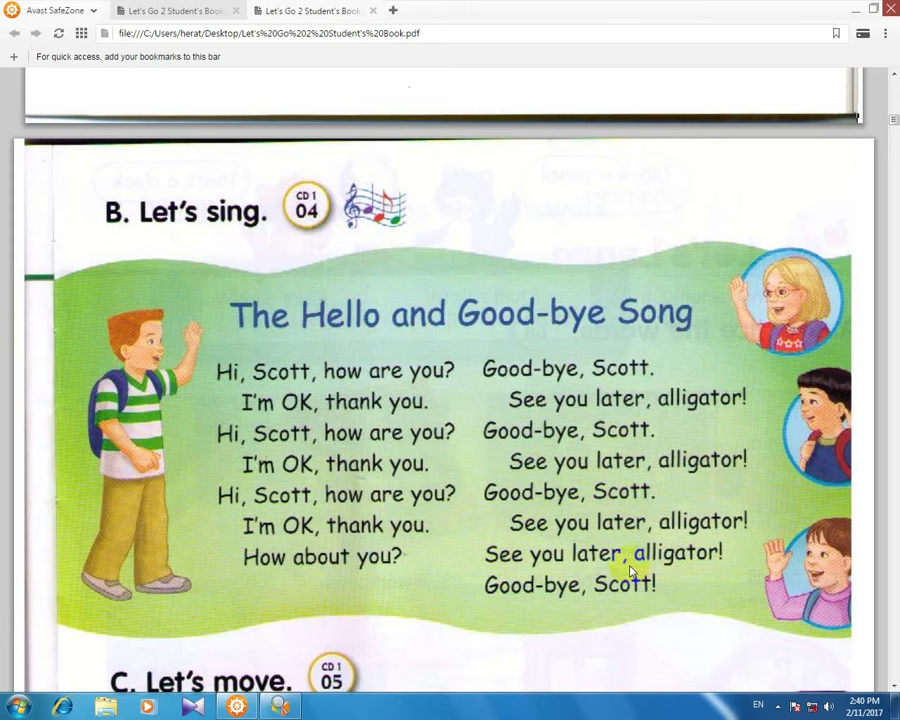 Avast SafeZone
Let's Go 2 Student's Book.
Let's Go 2 Student's Book.
file:///C:/Users/herat/Desktop/Let's%20Go%202%20Student's%20Book.pdf
For quick access, add your bookmarks to this bar
B. Let's sing.
CD 1
04
The Hello and Good-bye Song
Hi, Scott, how are you?
I'm OK, thank you.
Hi, Scott, how are you?
I'm OK, thank you.
Hi, Scott, how are you?
I'm OK, thank you.
How about you?
Good-bye, Scott.
See you later, alligator!
Good-bye, Scott.
See you later, alligator!
Good-bye, Scott.
See you later, alligator!
See you later, alligator!
Good-bye, Scott!
C. Let's move.
CD 1
05
EN
2:40 PM
2/11/2017